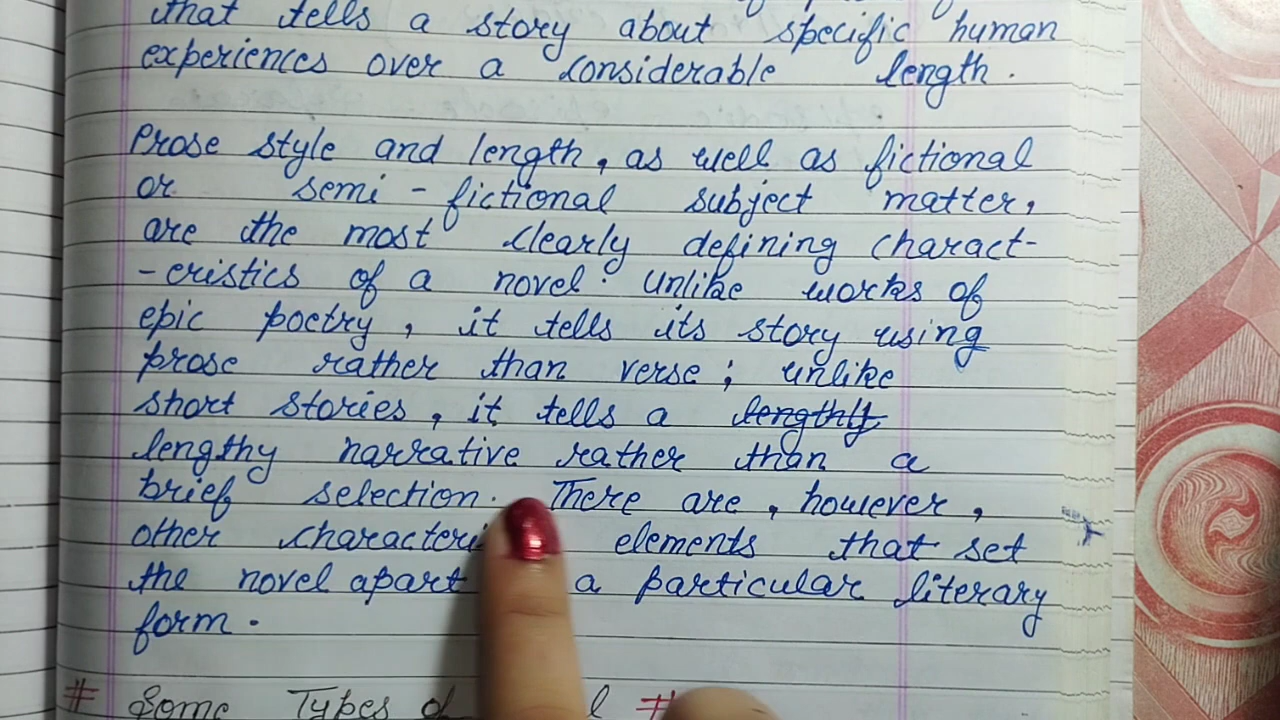 that tells a story about specific human
experiences over a considerable length.
Prose style and length, as well as fictional
or semi-fictional subject matter,
are the most clearly defining charact-
-eristics of a novel. Unlike works of
epic poetry, it tells its story using
prose rather than verse; unlike
short stories, it tells a lengthly
lengthy narrative rather than a
brief selection. There are, however,
other elements that set
the novel apart a particular literary
form.
# Some Types of #